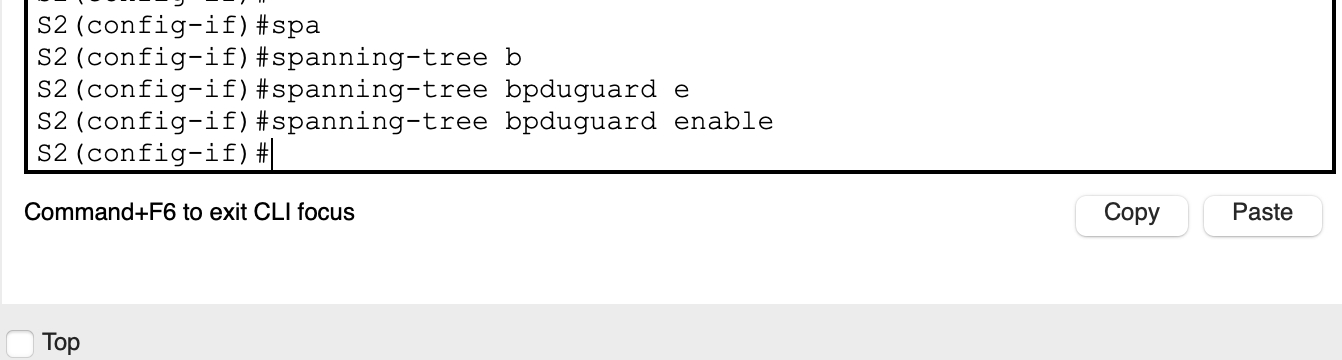 S2(config-if)#spa
S2(config-if)#spanning-tree b
S2(config-if)#spanning-tree bpduguard e
S2(config-if)#spanning-tree bpduguard enable
S2(config-if)#
Command+F6 to exit CLI focus
Copy
Paste
Top